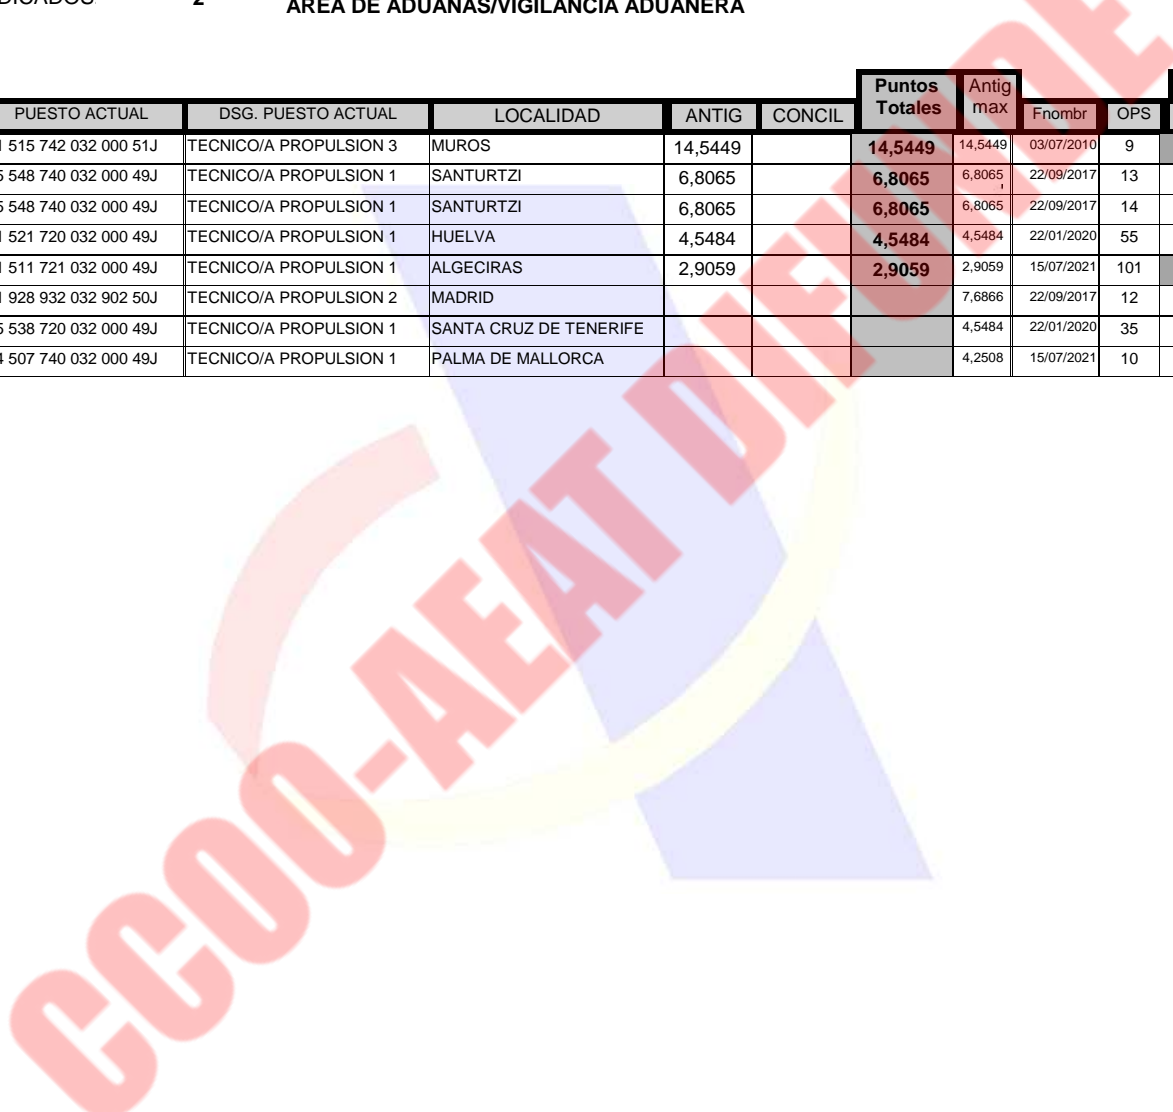 2 AREA DE ADUANAS/VIGILANCIA ADUANERA
Puntos Totales Antig max
PUESTO ACTUAL DSG. PUESTO ACTUAL LOCALIDAD ANTIG CONCIL Fnombr OPS
515 742 032 000 51J TECNICO/A PROPULSION 3 MUROS 14,5449 14,5449 14,5449 03/07/2010 9
548 740 032 000 49J TECNICO/A PROPULSION 1 SANTURTZI 6,8065 6,8065 6,8065 22/09/2017 13
548 740 032 000 49J TECNICO/A PROPULSION 1 SANTURTZI 6,8065 6,8065 6,8065 22/09/2017 14
521 720 032 000 49J TECNICO/A PROPULSION 1 HUELVA 4,5484 4,5484 4,5484 22/01/2020 55
511 721 032 000 49J TECNICO/A PROPULSION 1 ALGECIRAS 2,9059 2,9059 2,9059 15/07/2021 101
928 932 032 902 50J TECNICO/A PROPULSION 2 MADRID 7,6866 22/09/2017 12
538 720 032 000 49J TECNICO/A PROPULSION 1 SANTA CRUZ DE TENERIFE 4,5484 22/01/2020 35
507 740 032 000 49J TECNICO/A PROPULSION 1 PALMA DE MALLORCA 4,2508 15/07/2021 10
CCOO-AEAT DIFUNDE